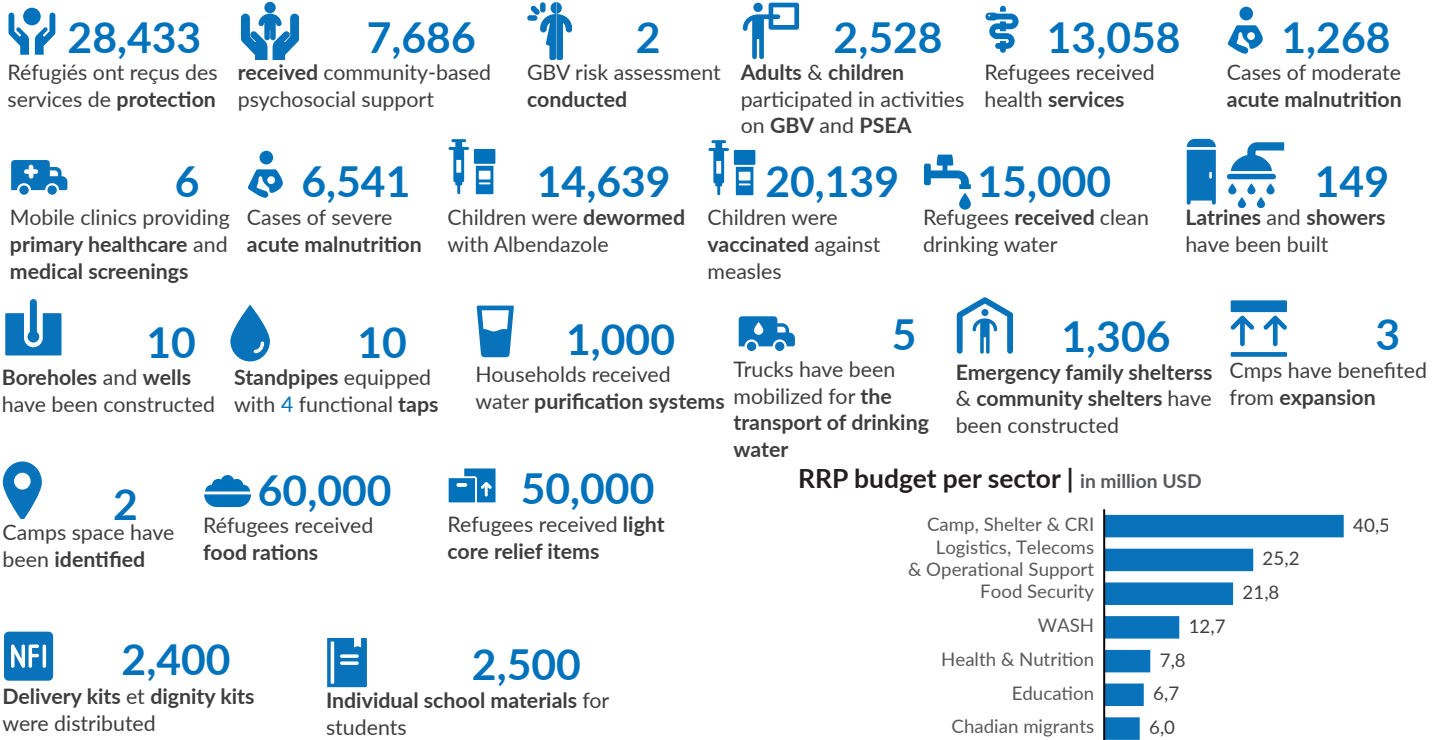 28,433
Réfugiés ont reçus des
services de protection
7,686
received community-based
psychosocial support
2
GBV risk assessment
conducted
2,528
Adults & children
participated in activities
on GBV and PSEA
13,058
Refugees received
health services
1,268
Cases of moderate
acute malnutrition
6
Mobile clinics providing
primary healthcare and
medical screenings
6,541
Cases of severe
acute malnutrition
14,639
Children were dewormed
with Albendazole
20,139
Children were
vaccinated against
measles
15,000
Refugees received clean
drinking water
149
Latrines and showers
have been built
10
Boreholes and wells
have been constructed
10
Standpipes equipped
with 4 functional taps
1,000
Households received
water purification systems
5
Trucks have been
mobilized for the
transport of drinking
water
1,306
Emergency family shelterss
& community shelters have
been constructed
3
Cmps have benefited
from expansion
2
Camps space have
been identified
60,000
Réfugees received
food rations
50,000
Refugees received light
core relief items
NFI
2,400
Delivery kits et dignity kits
were distributed
2,500
Individual school materials for
students
RRP budget per sector | in million USD
Camp, Shelter & CRI 40,5
Logistics, Telecoms
& Operational Support 25,2
Food Security 21,8
WASH 12,7
Health & Nutrition 7,8
Education 6,7
Chadian migrants 6,0